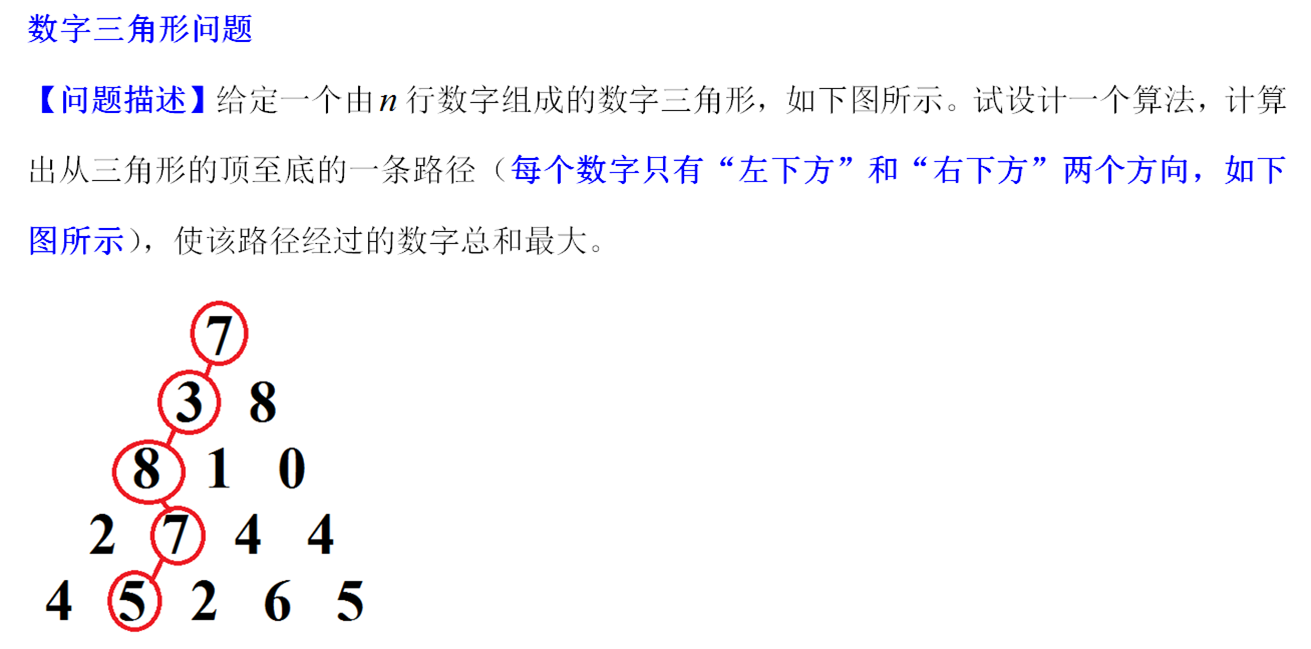 数字三角形问题
【问题描述】给定一个由n行数字组成的数字三角形，如下图所示。试设计一个算法，计算
出从三角形的顶至底的一条路径（每个数字只有“左下方”和“右下方”两个方向，如下
图所示），使该路径经过的数字总和最大。
7
3 8
8 1 0
2 7 4 4
4 5 2 6 5